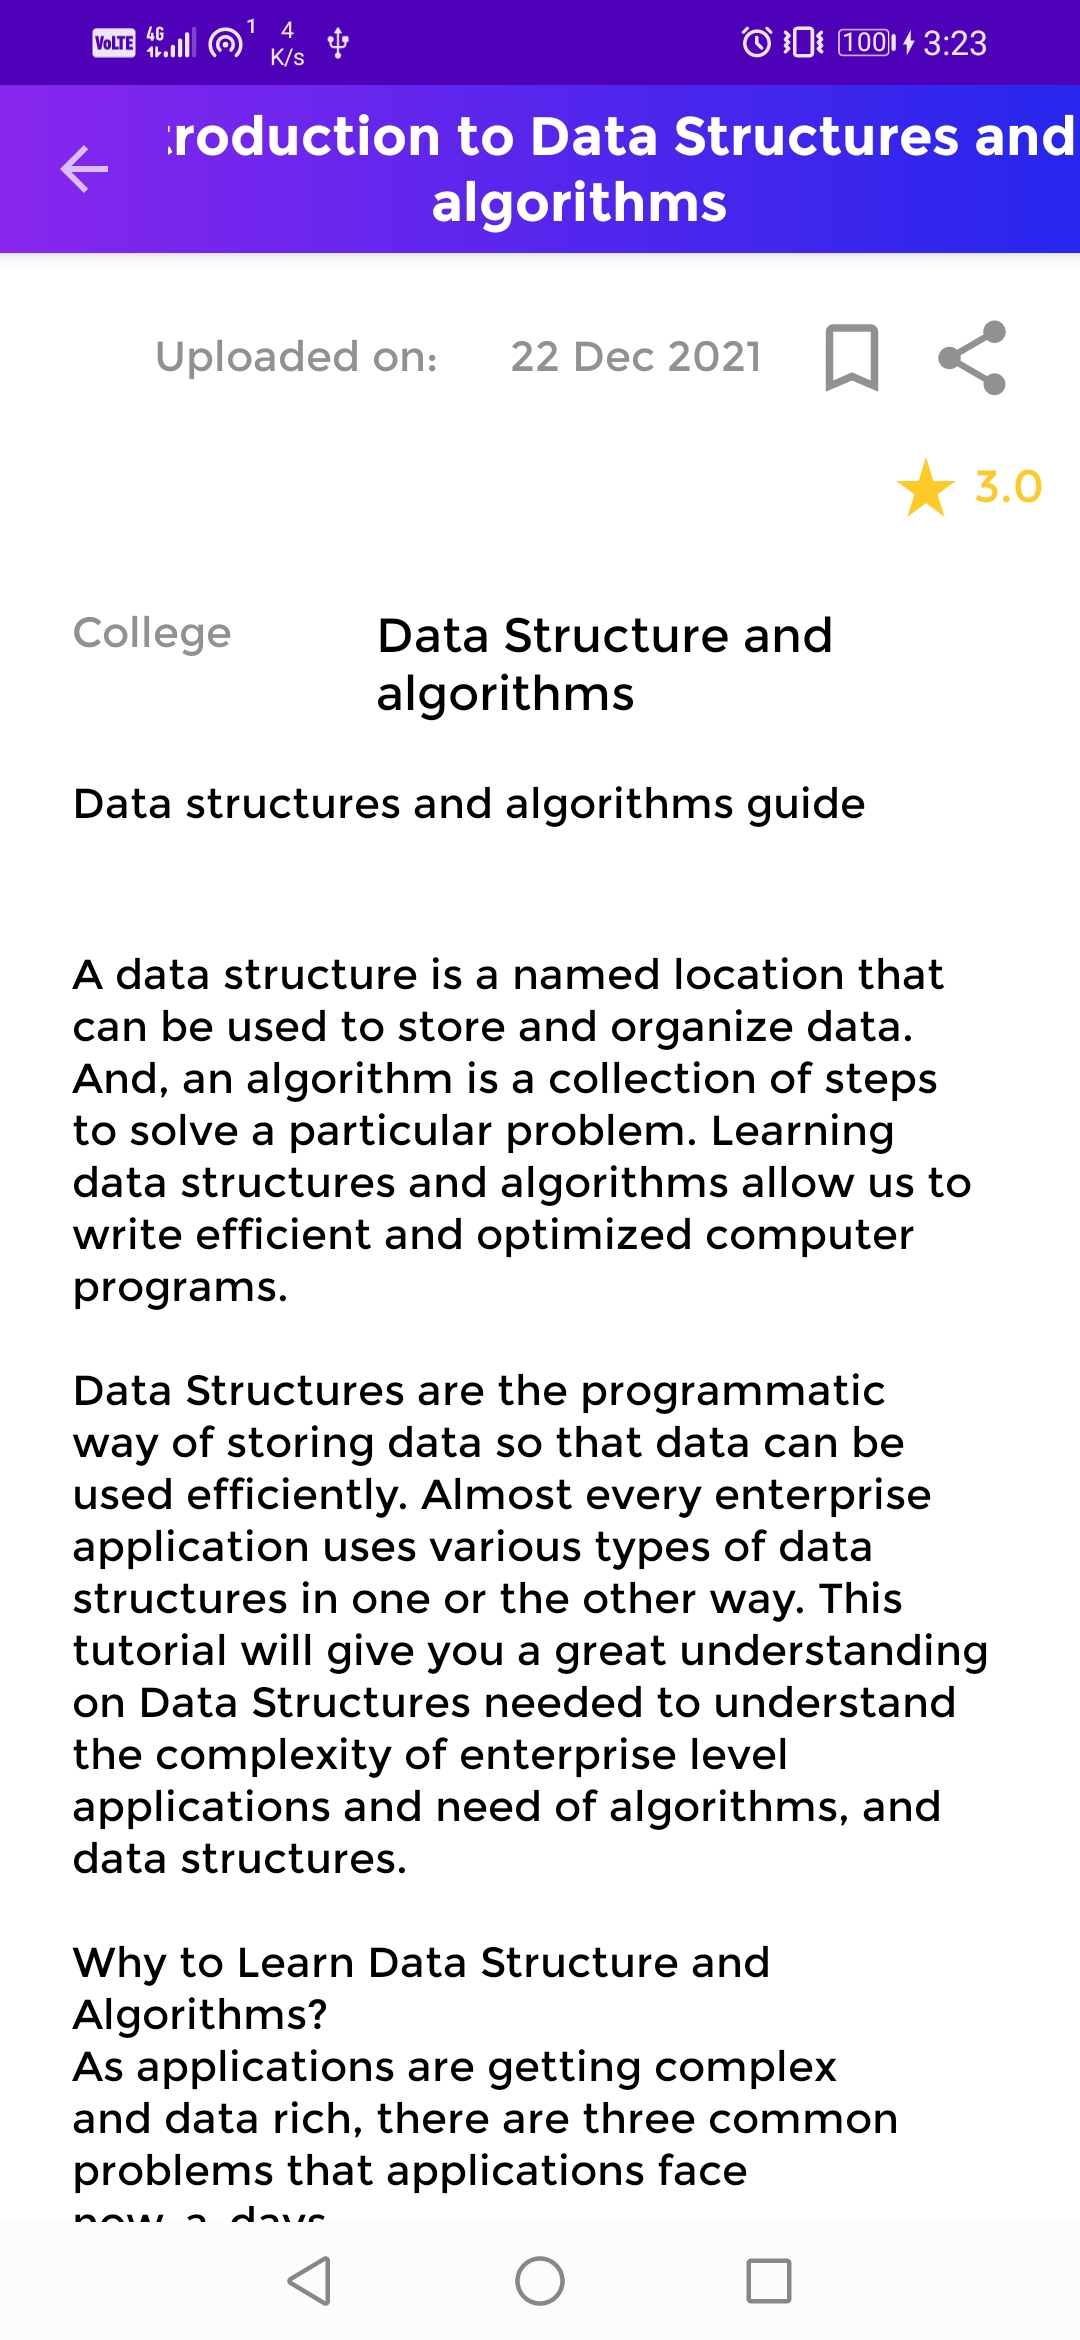 VoLTE 4G 1 4 K/s 100 3:23
roduction to Data Structures and
algorithms
Uploaded on: 22 Dec 2021
3.0
College Data Structure and
algorithms
Data structures and algorithms guide
A data structure is a named location that
can be used to store and organize data.
And, an algorithm is a collection of steps
to solve a particular problem. Learning
data structures and algorithms allow us to
write efficient and optimized computer
programs.
Data Structures are the programmatic
way of storing data so that data can be
used efficiently. Almost every enterprise
application uses various types of data
structures in one or the other way. This
tutorial will give you a great understanding
on Data Structures needed to understand
the complexity of enterprise level
applications and need of algorithms, and
data structures.
Why to Learn Data Structure and
Algorithms?
As applications are getting complex
and data rich, there are three common
problems that applications face
now-a-days